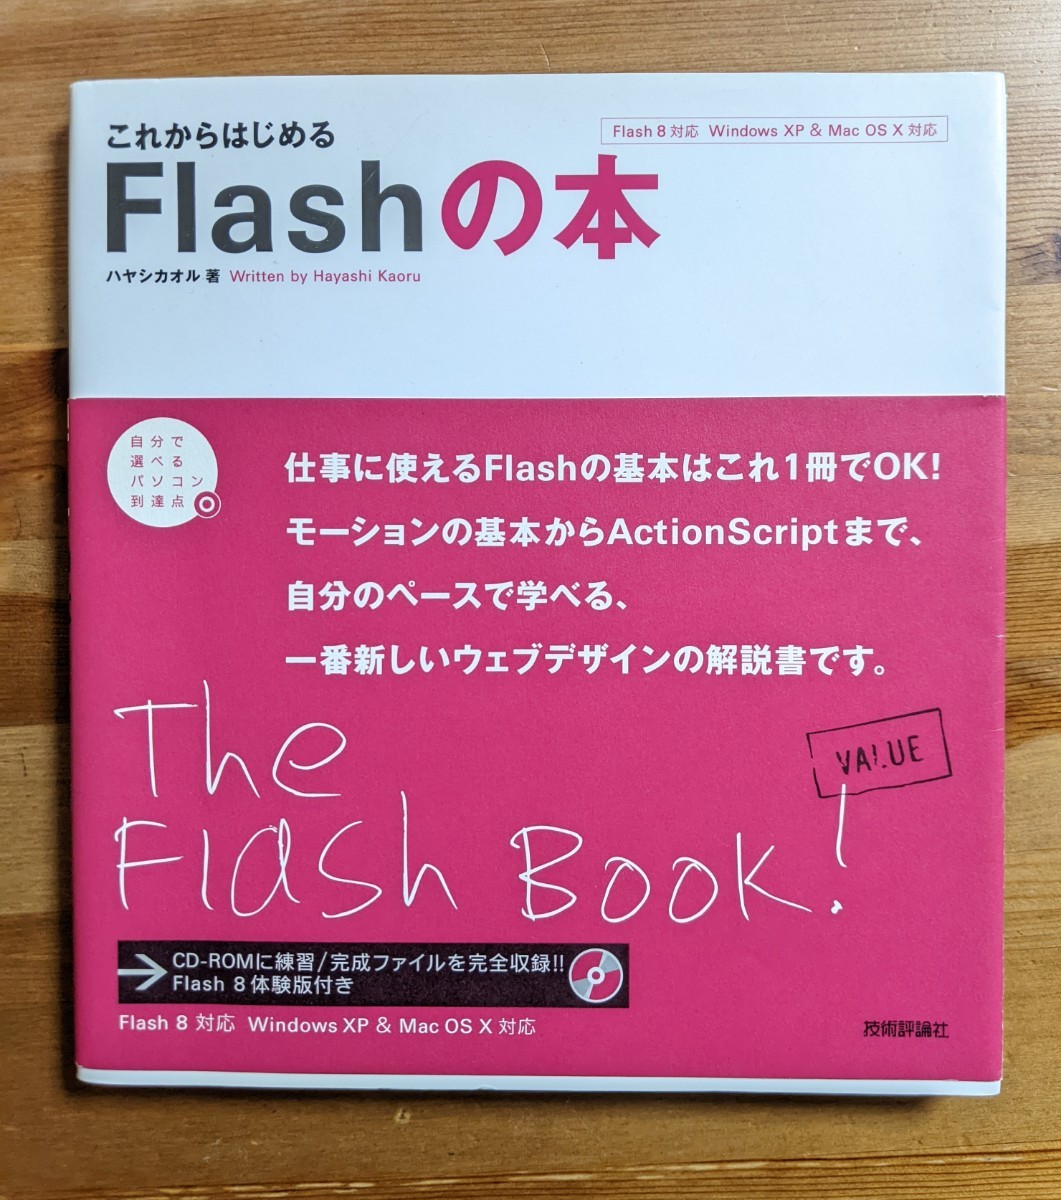 これからはじめる
Flash 8 対応 Windows XP & Mac OS X 対応
Flashの本
ハヤシカオル 著 Written by Hayashi Kaoru
自分で
選べる
パソコン
到達点
仕事に使えるFlashの基本はこれ1冊でOK!
モーションの基本からActionScriptまで、
自分のペースで学べる、
一番新しいウェブデザインの解説書です。
The
VALUE
Flash Book!
CD-ROMに練習/完成ファイルを完全収録!!
Flash 8 体験版付き
Flash 8 対応 Windows XP & Mac OS X 対応
技術評論社